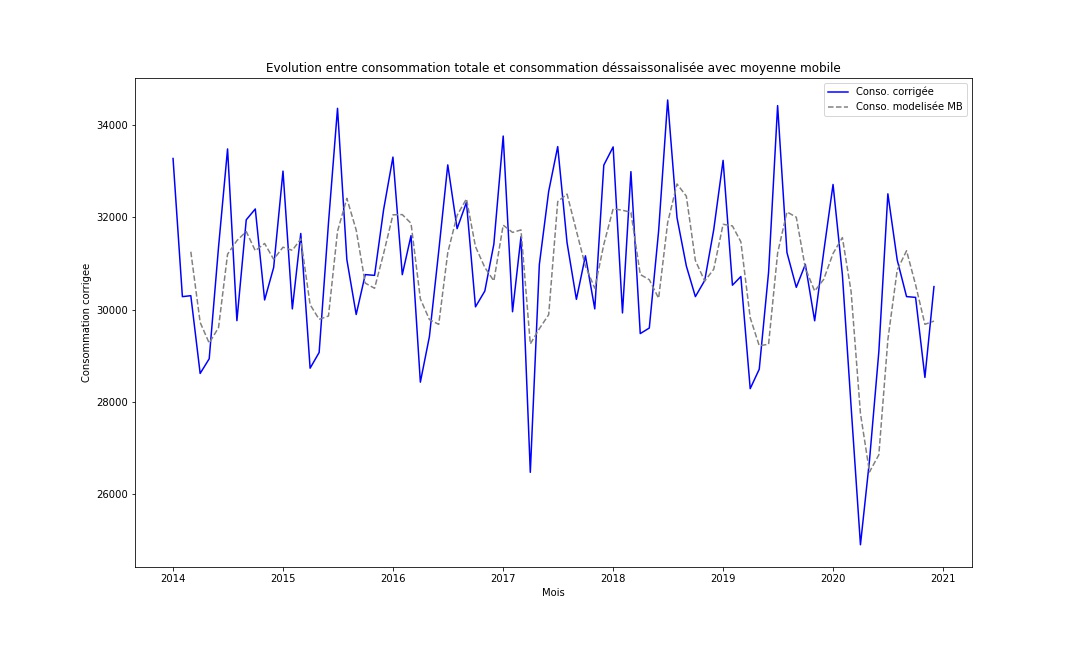 Evolution entre consommation totale et consommation déssaissonalisée avec moyenne mobile
Conso. corrigée
Conso. modelisée MB
34000
32000
30000
28000
26000
Consommation corrigee
2014 2015 2016 2017 2018 2019 2020 2021
Mois